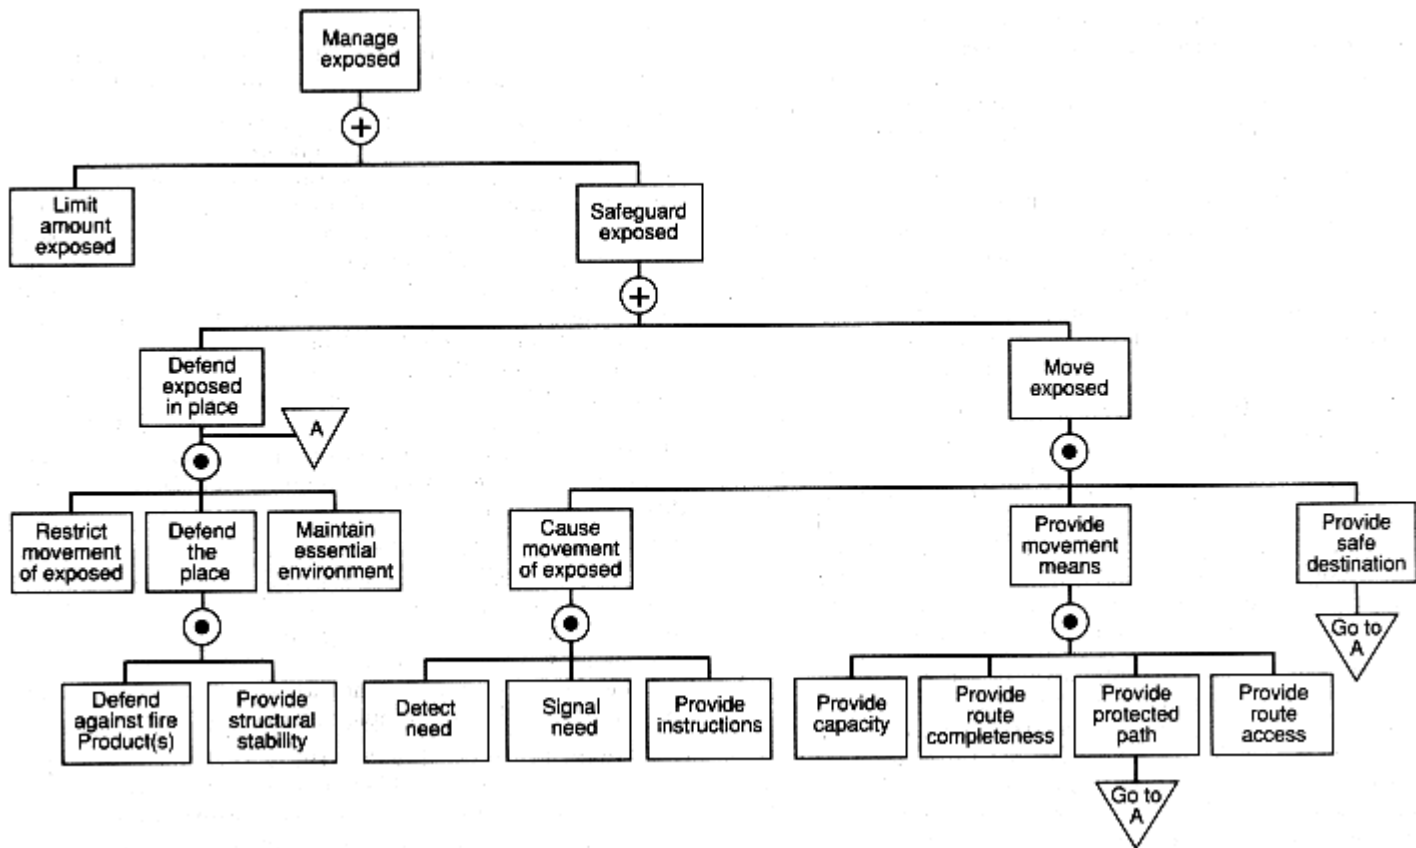 Manage
exposed
+
Limit
amount
exposed
Safeguard
exposed
+
Defend
exposed
in place
A
Move
exposed
Restrict
movement
of exposed
Defend
the
place
Maintain
essential
environment
Cause
movement
of exposed
Provide
movement
means
Provide
safe
destination
Go to
A
Defend
against fire
Product(s)
Provide
structural
stability
Detect
need
Signal
need
Provide
instructions
Provide
capacity
Provide
route
completeness
Provide
protected
path
Provide
route
access
Go to
A